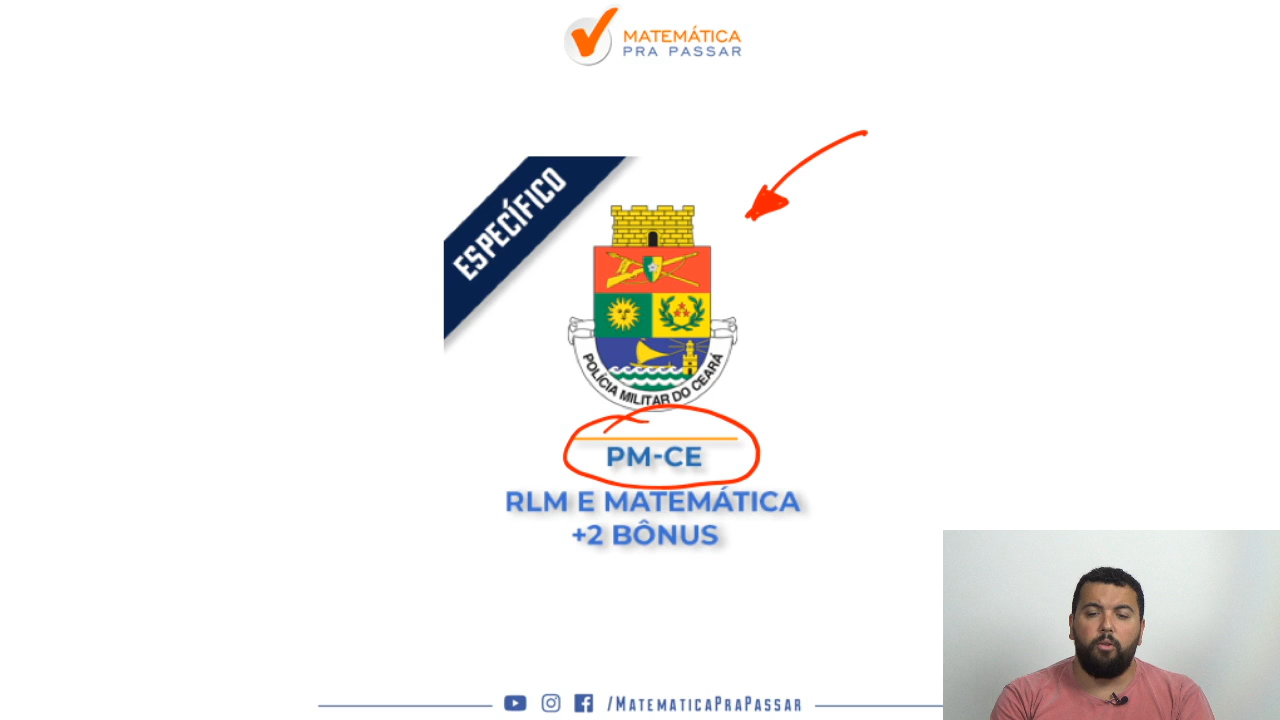 MATEMÁTICA
PRA PASSAR
ESPECÍFICO
POLÍCIA MILITAR DO CEARÁ
PM-CE
RLM E MATEMÁTICA
+2 BÔNUS
/MATEMATICAPRAPASSAR